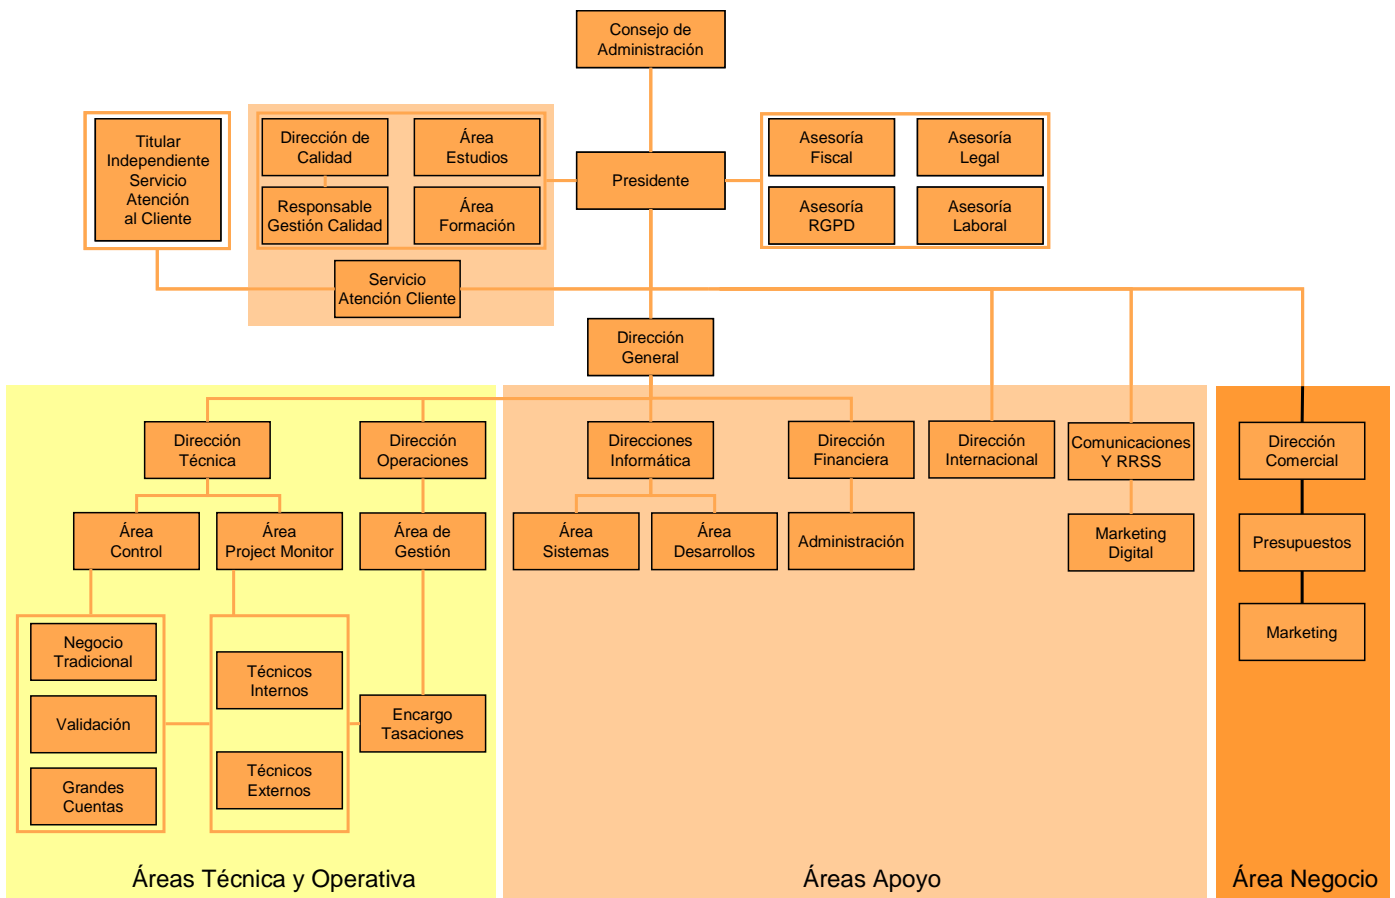 Consejo de
Administración
Titular
Independiente
Servicio
Atención
al Cliente
Dirección de
Calidad
Área
Estudios
Responsable
Gestión Calidad
Área
Formación
Servicio
Atención Cliente
Presidente
Asesoría
Fiscal
Asesoría
Legal
Asesoría
RGPD
Asesoría
Laboral
Dirección
General
Dirección
Técnica
Dirección
Operaciones
Direcciones
Informática
Dirección
Financiera
Dirección
Internacional
Comunicaciones
Y RRSS
Dirección
Comercial
Área
Control
Área
Project Monitor
Área de
Gestión
Área
Sistemas
Área
Desarrollos
Administración
Marketing
Digital
Presupuestos
Negocio
Tradicional
Validación
Grandes
Cuentas
Técnicos
Internos
Técnicos
Externos
Encargo
Tasaciones
Marketing
Áreas Técnica y Operativa
Áreas Apoyo
Área Negocio